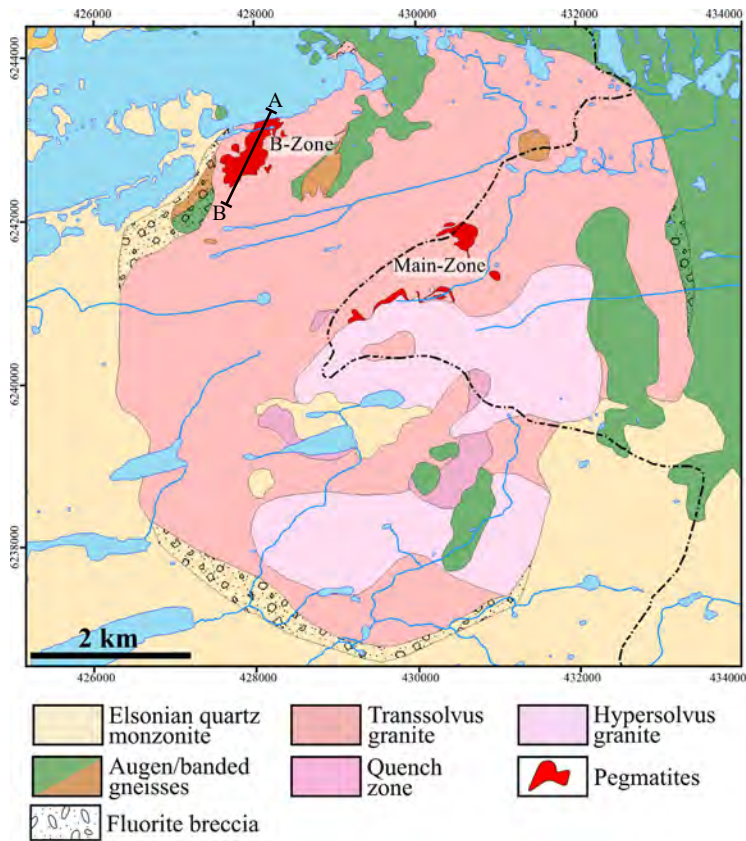 426000 428000 430000 432000 434000
6244000
A
B-Zone
B
6242000
Main-Zone
6240000
6238000
2 km
426000 428000 430000 432000 434000
Elsonian quartz
monzonite
Transsolvus
granite
Hypersolvus
granite
Augen/banded
gneisses
Quench
zone
Pegmatites
Fluorite breccia